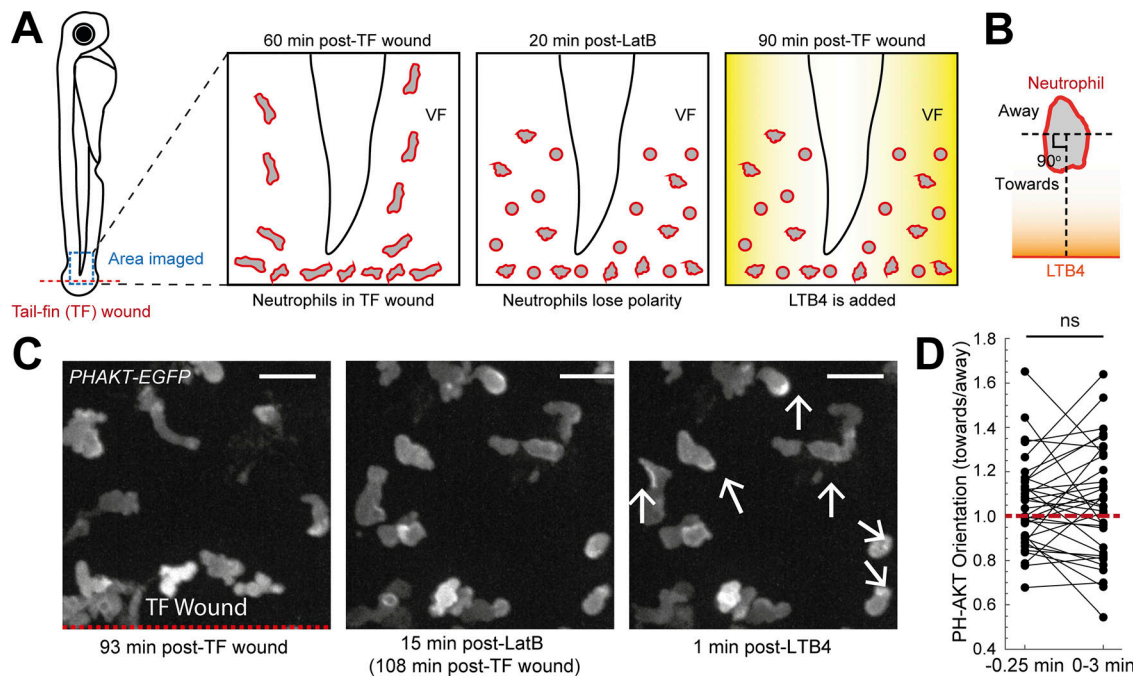 A
60 min post-TF wound
20 min post-LatB
90 min post-TF wound
VF
VF
VF
Area imaged
Tail-fin (TF) wound
Neutrophils in TF wound
Neutrophils lose polarity
LTB4 is added
B
Neutrophil
Away
90°
Towards
LTB4
C
PHAKT-EGFP
TF Wound
93 min post-TF wound
15 min post-LatB
(108 min post-TF wound)
1 min post-LTB4
D
ns
PH-AKT Orientation (towards/away)
1.8
1.6
1.4
1.2
1.0
0.8
0.6
0.4
-0.25 min
0-3 min